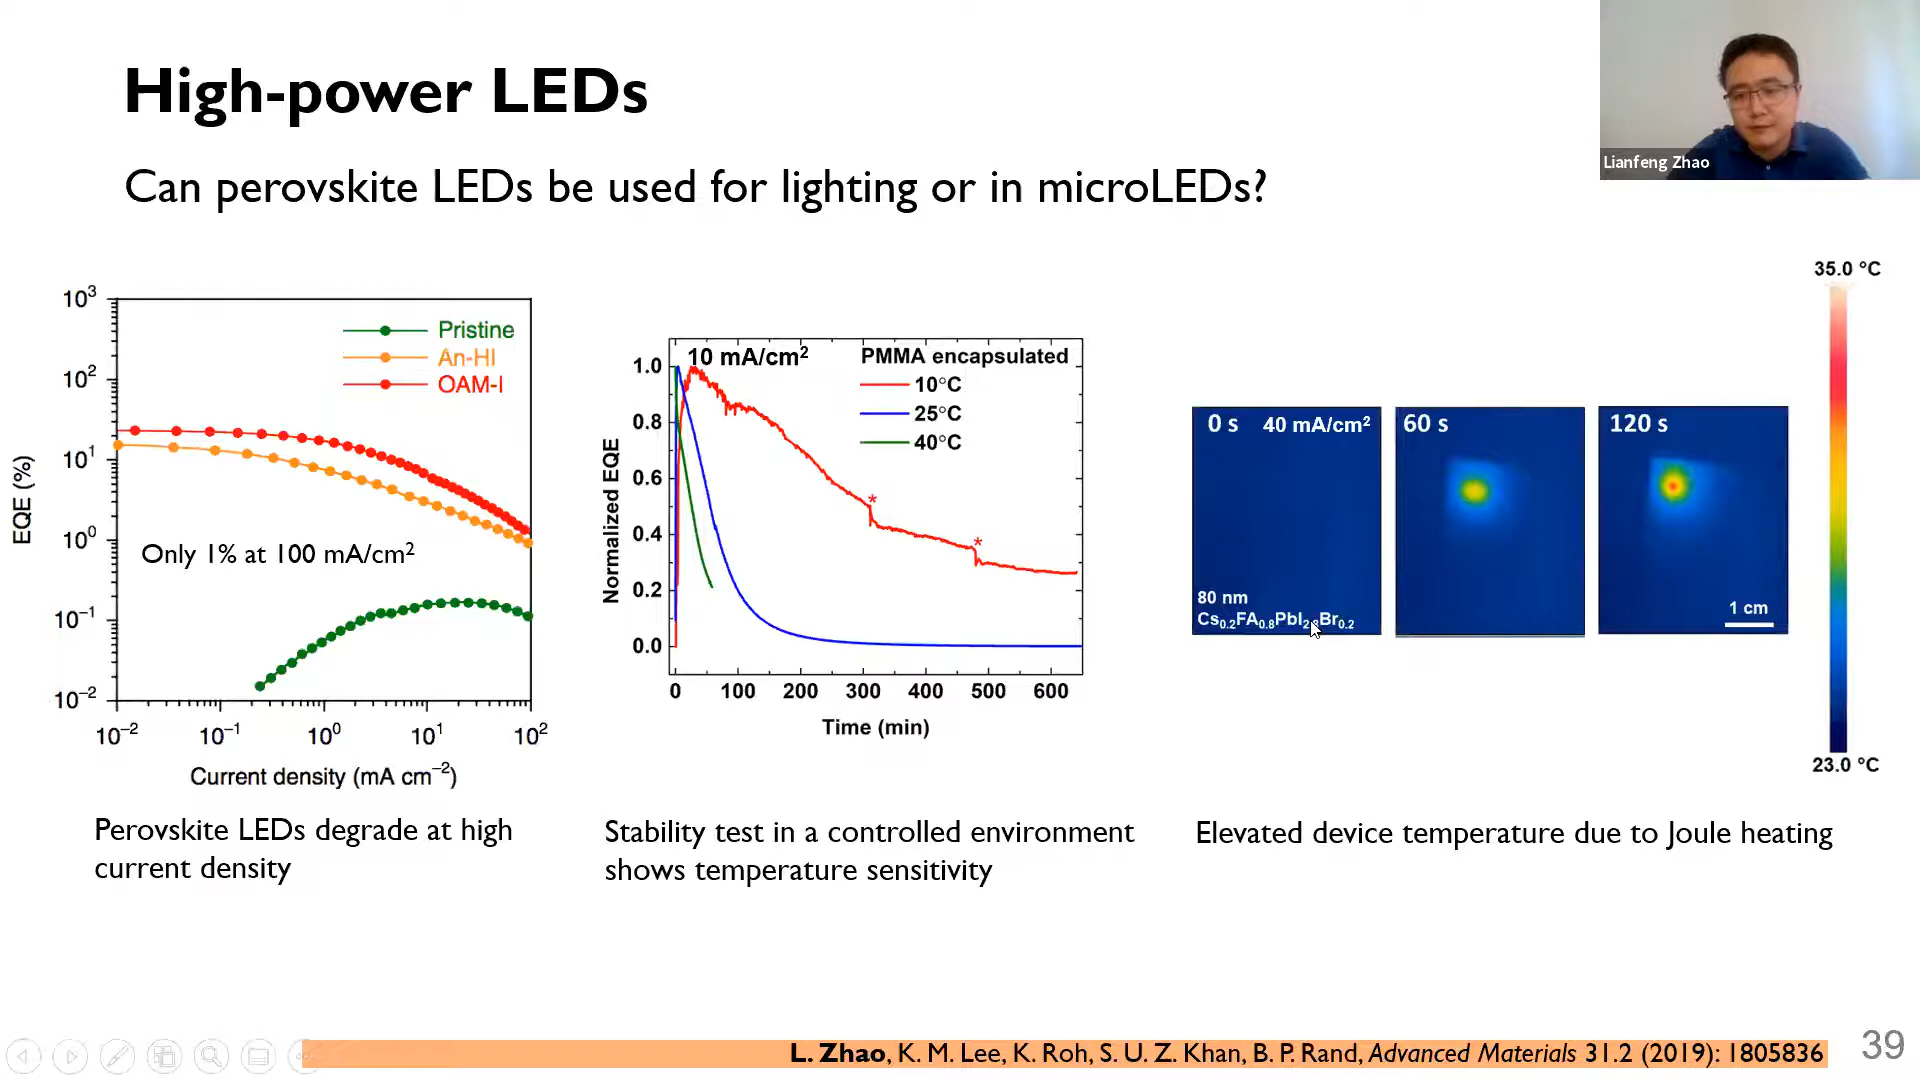 High-power LEDs
Can perovskite LEDs be used for lighting or in microLEDs?
Lianfeng Zhao
10³
10²
10¹
10⁰
10⁻¹
10⁻²
EQE (%)
Pristine
An-HI
OAM-I
Only 1% at 100 mA/cm²
10⁻²
10⁻¹
10⁰
10¹
10²
Current density (mA cm⁻²)
Perovskite LEDs degrade at high
current density
10 mA/cm²
PMMA encapsulated
10°C
25°C
40°C
1.0
0.8
0.6
0.4
0.2
0.0
Normalized EQE
*
*
0
100
200
300
400
500
600
Time (min)
Stability test in a controlled environment
shows temperature sensitivity
0 s
40 mA/cm²
80 nm
Cs₀.₂FA₀.₈PbI₂.₈Br₀.₂
60 s
120 s
1 cm
35.0 °C
23.0 °C
Elevated device temperature due to Joule heating
L. Zhao, K. M. Lee, K. Roh, S. U. Z. Khan, B. P. Rand, Advanced Materials 31.2 (2019): 1805836
39